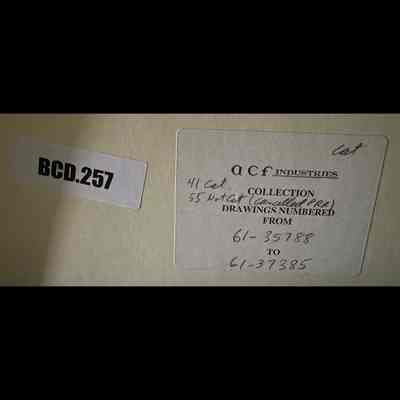 BCD.257
Cat
acf INDUSTRIES
41 Cat.
COLLECTION
55 Not Cat (Cancelled PRR)
DRAWINGS NUMBERED
FROM
61-35788
TO
61-37385